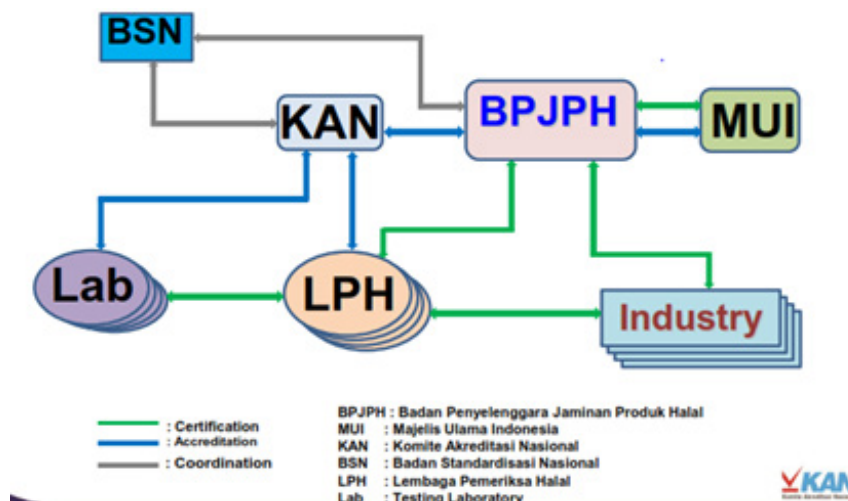 BSN
KAN
BPJPH
MUI
Lab
LPH
Industry
: Certification
: Accreditation
: Coordination
BPJPH : Badan Penyelenggara Jaminan Produk Halal
MUI : Majelis Ulama Indonesia
KAN : Komite Akreditasi Nasional
BSN : Badan Standardisasi Nasional
LPH : Lembaga Pemeriksa Halal
Lab : Testing Laboratory
KAN